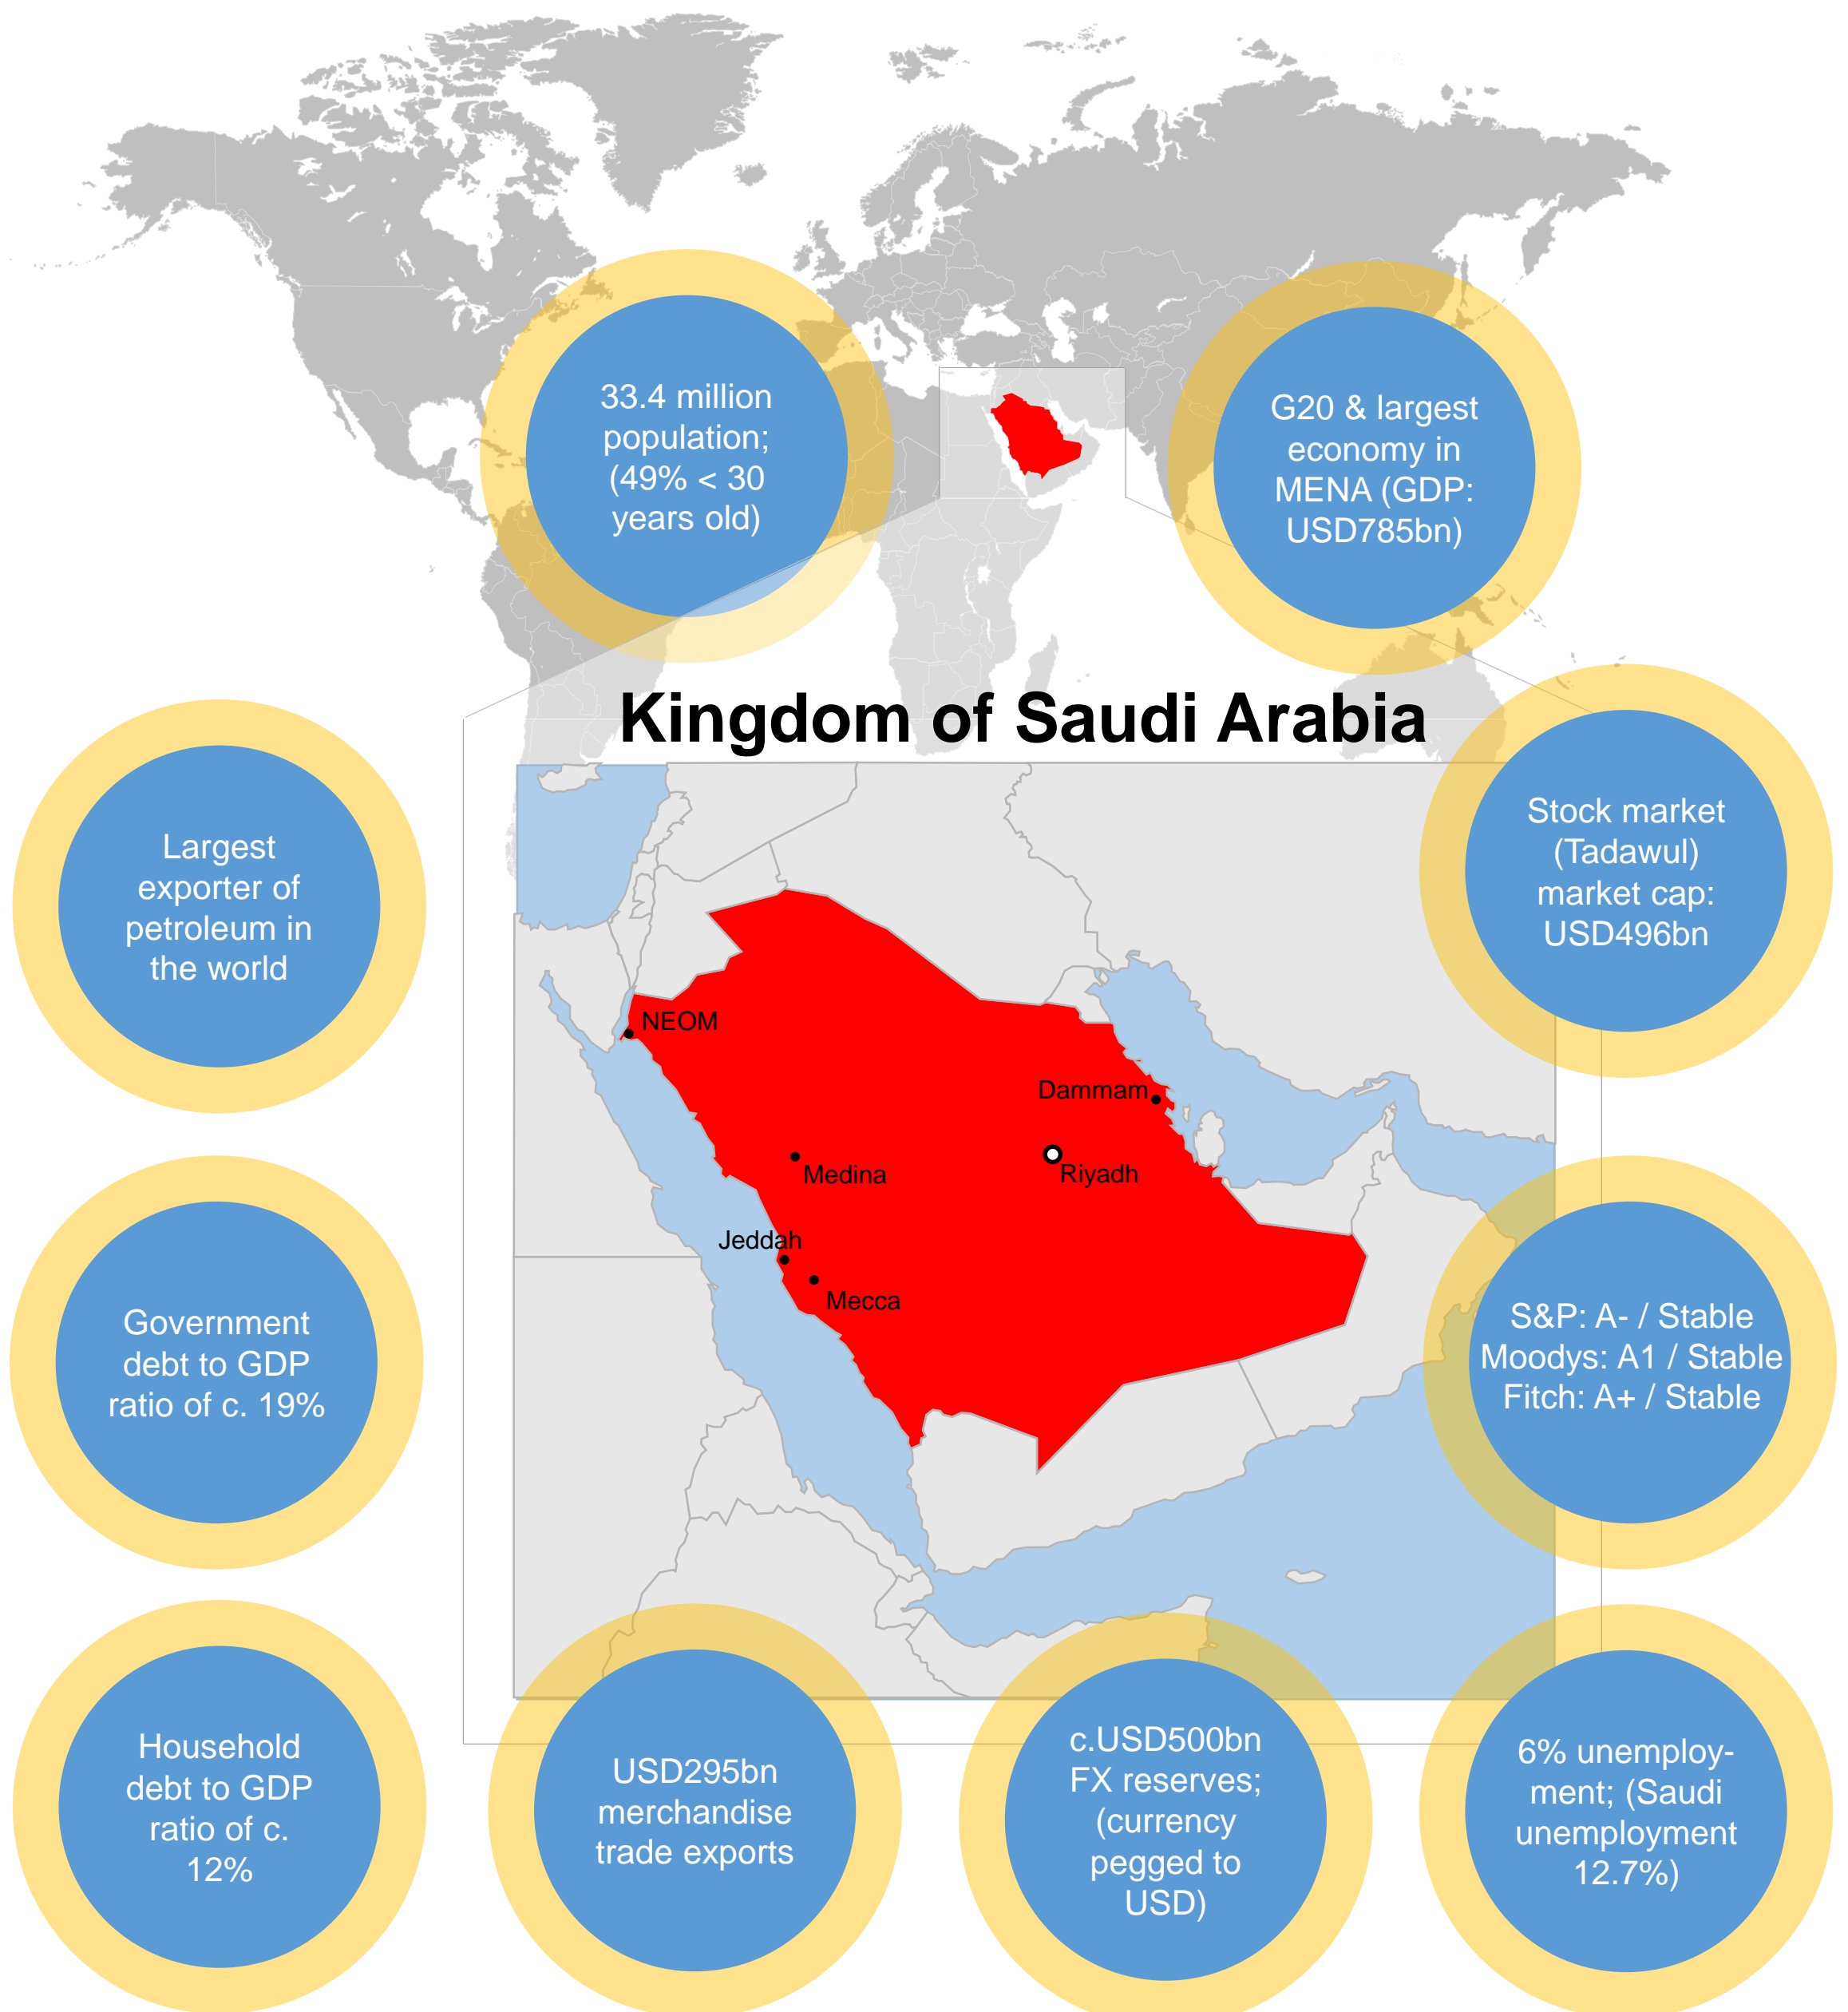 33.4 million
population;
(49% < 30
years old)
G20 & largest
economy in
MENA (GDP:
USD785bn)
Kingdom of Saudi Arabia
Largest
exporter of
petroleum in
the world
Stock market
(Tadawul)
market cap:
USD496bn
NEOM
Dammam
Medina
Riyadh
Jeddah
Mecca
Government
debt to GDP
ratio of c. 19%
S&P: A- / Stable
Moodys: A1 / Stable
Fitch: A+ / Stable
Household
debt to GDP
ratio of c.
12%
USD295bn
merchandise
trade exports
c.USD500bn
FX reserves;
(currency
pegged to
USD)
6% unemploy-
ment; (Saudi
unemployment
12.7%)